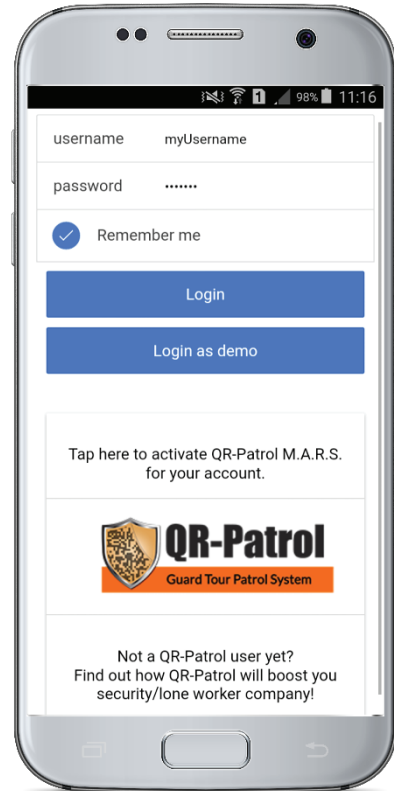 1 98% 11:16
username myUsername
password •••••••
Remember me
Login
Login as demo
Tap here to activate QR-Patrol M.A.R.S.
for your account.
QR-Patrol
Guard Tour Patrol System
Not a QR-Patrol user yet?
Find out how QR-Patrol will boost you
security/lone worker company!